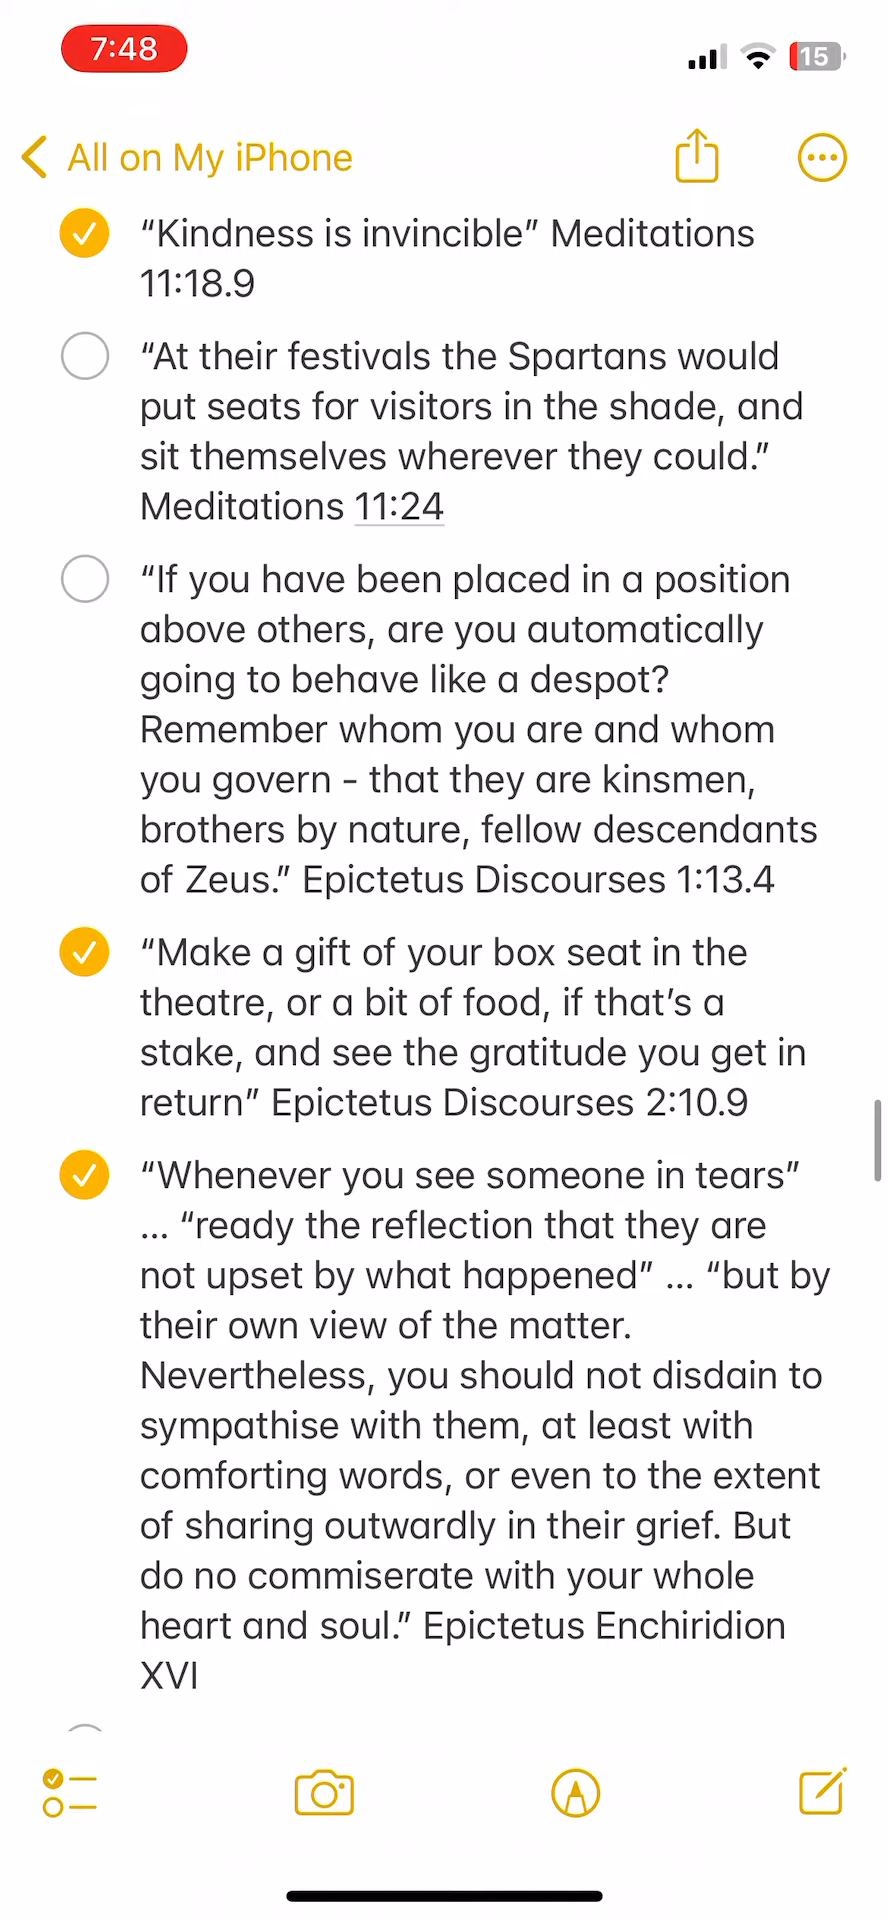 7:48
15
All on My iPhone
“Kindness is invincible” Meditations
11:18.9
“At their festivals the Spartans would
put seats for visitors in the shade, and
sit themselves wherever they could.”
Meditations 11:24
“If you have been placed in a position
above others, are you automatically
going to behave like a despot?
Remember whom you are and whom
you govern - that they are kinsmen,
brothers by nature, fellow descendants
of Zeus.” Epictetus Discourses 1:13.4
“Make a gift of your box seat in the
theatre, or a bit of food, if that’s a
stake, and see the gratitude you get in
return” Epictetus Discourses 2:10.9
“Whenever you see someone in tears”
... “ready the reflection that they are
not upset by what happened” ... “but by
their own view of the matter.
Nevertheless, you should not disdain to
sympathise with them, at least with
comforting words, or even to the extent
of sharing outwardly in their grief. But
do no commiserate with your whole
heart and soul.” Epictetus Enchiridion
XVI